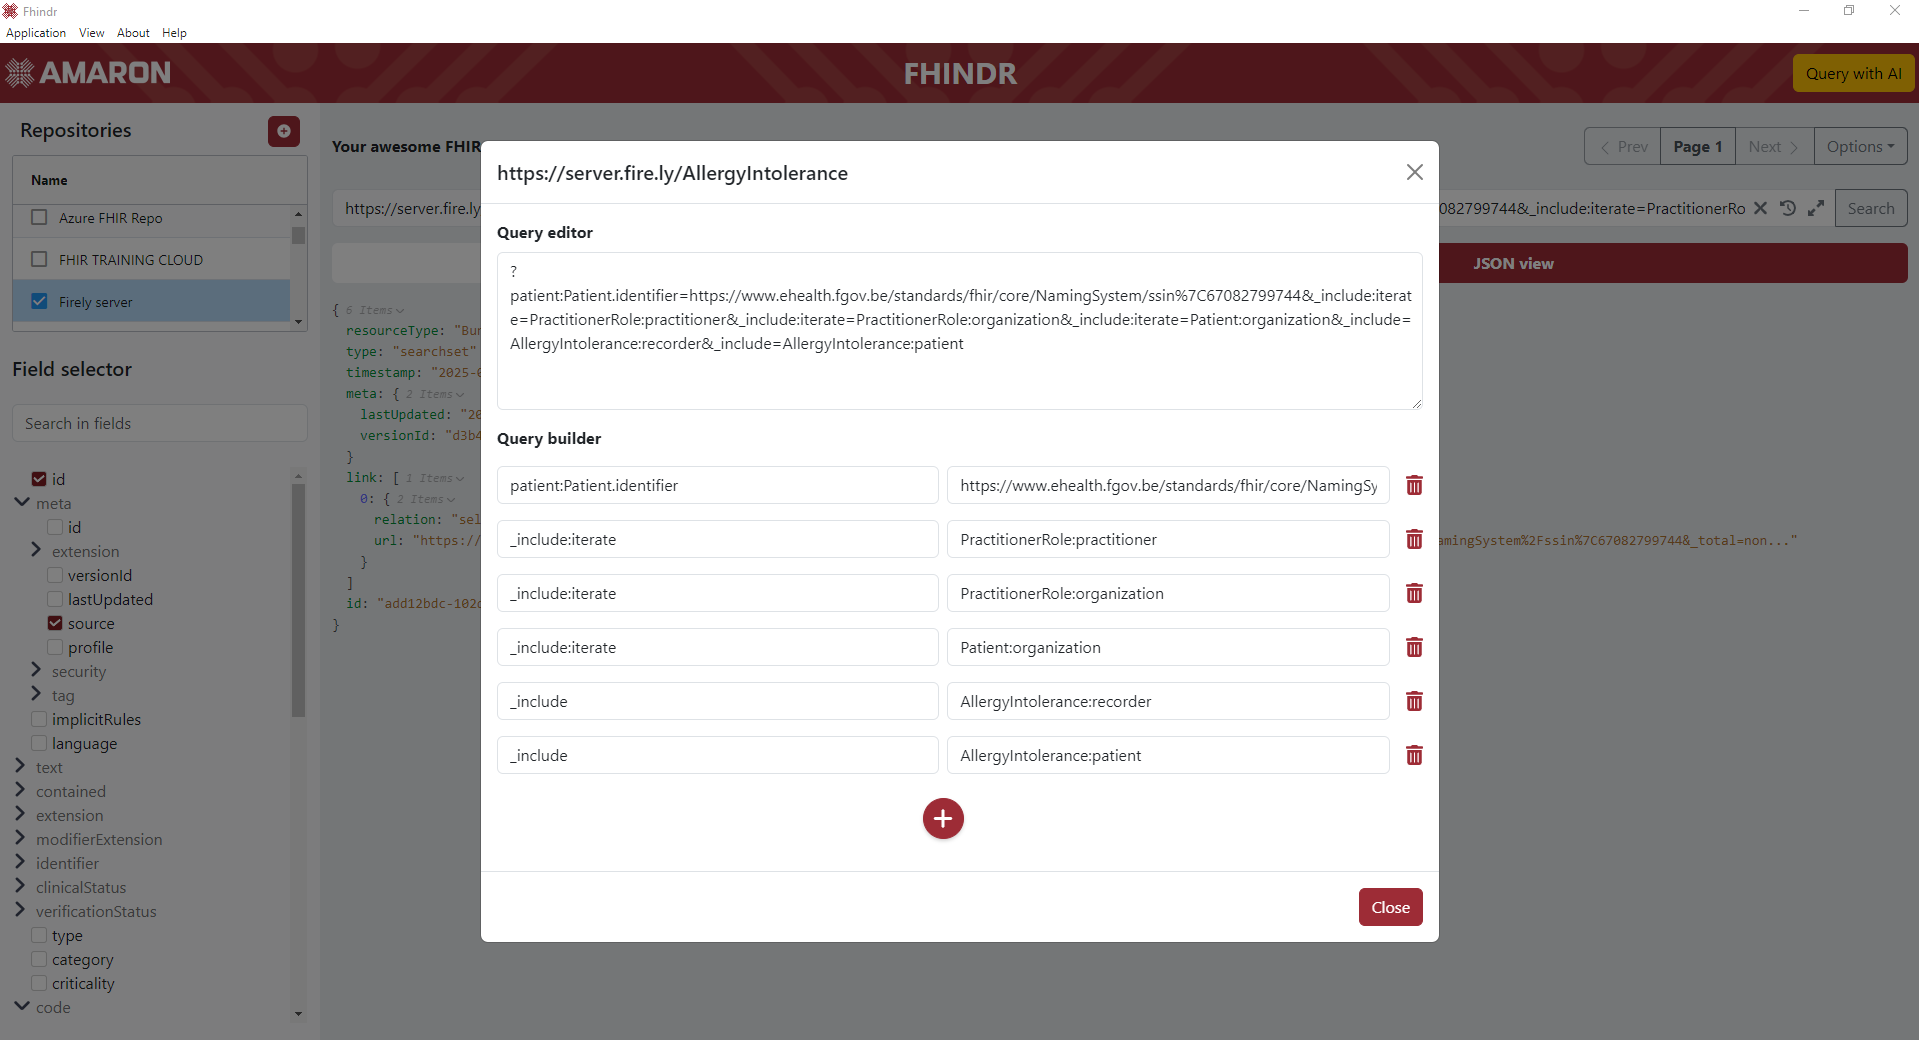 Fhindr
Application View About Help
AMARON
FHINDR
Query with AI
Repositories
Name
Azure FHIR Repo
FHIR TRAINING CLOUD
Firely server
Field selector
Search in fields
id
meta
id
extension
versionId
lastUpdated
source
profile
security
tag
implicitRules
language
text
contained
extension
modifierExtension
identifier
clinicalStatus
verificationStatus
type
category
criticality
code
Your awesome FHIR
Prev Page 1 Next Options
https://server.fire.ly
082799744&_include:iterate=PractitionerRo Search
JSON view
{ 6 Items
resourceType: "Bun
type: "searchset"
timestamp: "2025-0
meta: { 2 Items
lastUpdated: "20
versionId: "d3b4
}
link: [ 1 Items
0: { 2 Items
relation: "sel
url: "https:// amingSystem%2Fssin%7C67082799744&_total=non..."
}
]
id: "add12bdc-102d
}
https://server.fire.ly/AllergyIntolerance
Query editor
?
patient:Patient.identifier=https://www.ehealth.fgov.be/standards/fhir/core/NamingSystem/ssin%7C67082799744&_include:iterat
e=PractitionerRole:practitioner&_include:iterate=PractitionerRole:organization&_include:iterate=Patient:organization&_include=
AllergyIntolerance:recorder&_include=AllergyIntolerance:patient
Query builder
patient:Patient.identifier https://www.ehealth.fgov.be/standards/fhir/core/NamingSy
_include:iterate PractitionerRole:practitioner
_include:iterate PractitionerRole:organization
_include:iterate Patient:organization
_include AllergyIntolerance:recorder
_include AllergyIntolerance:patient
Close